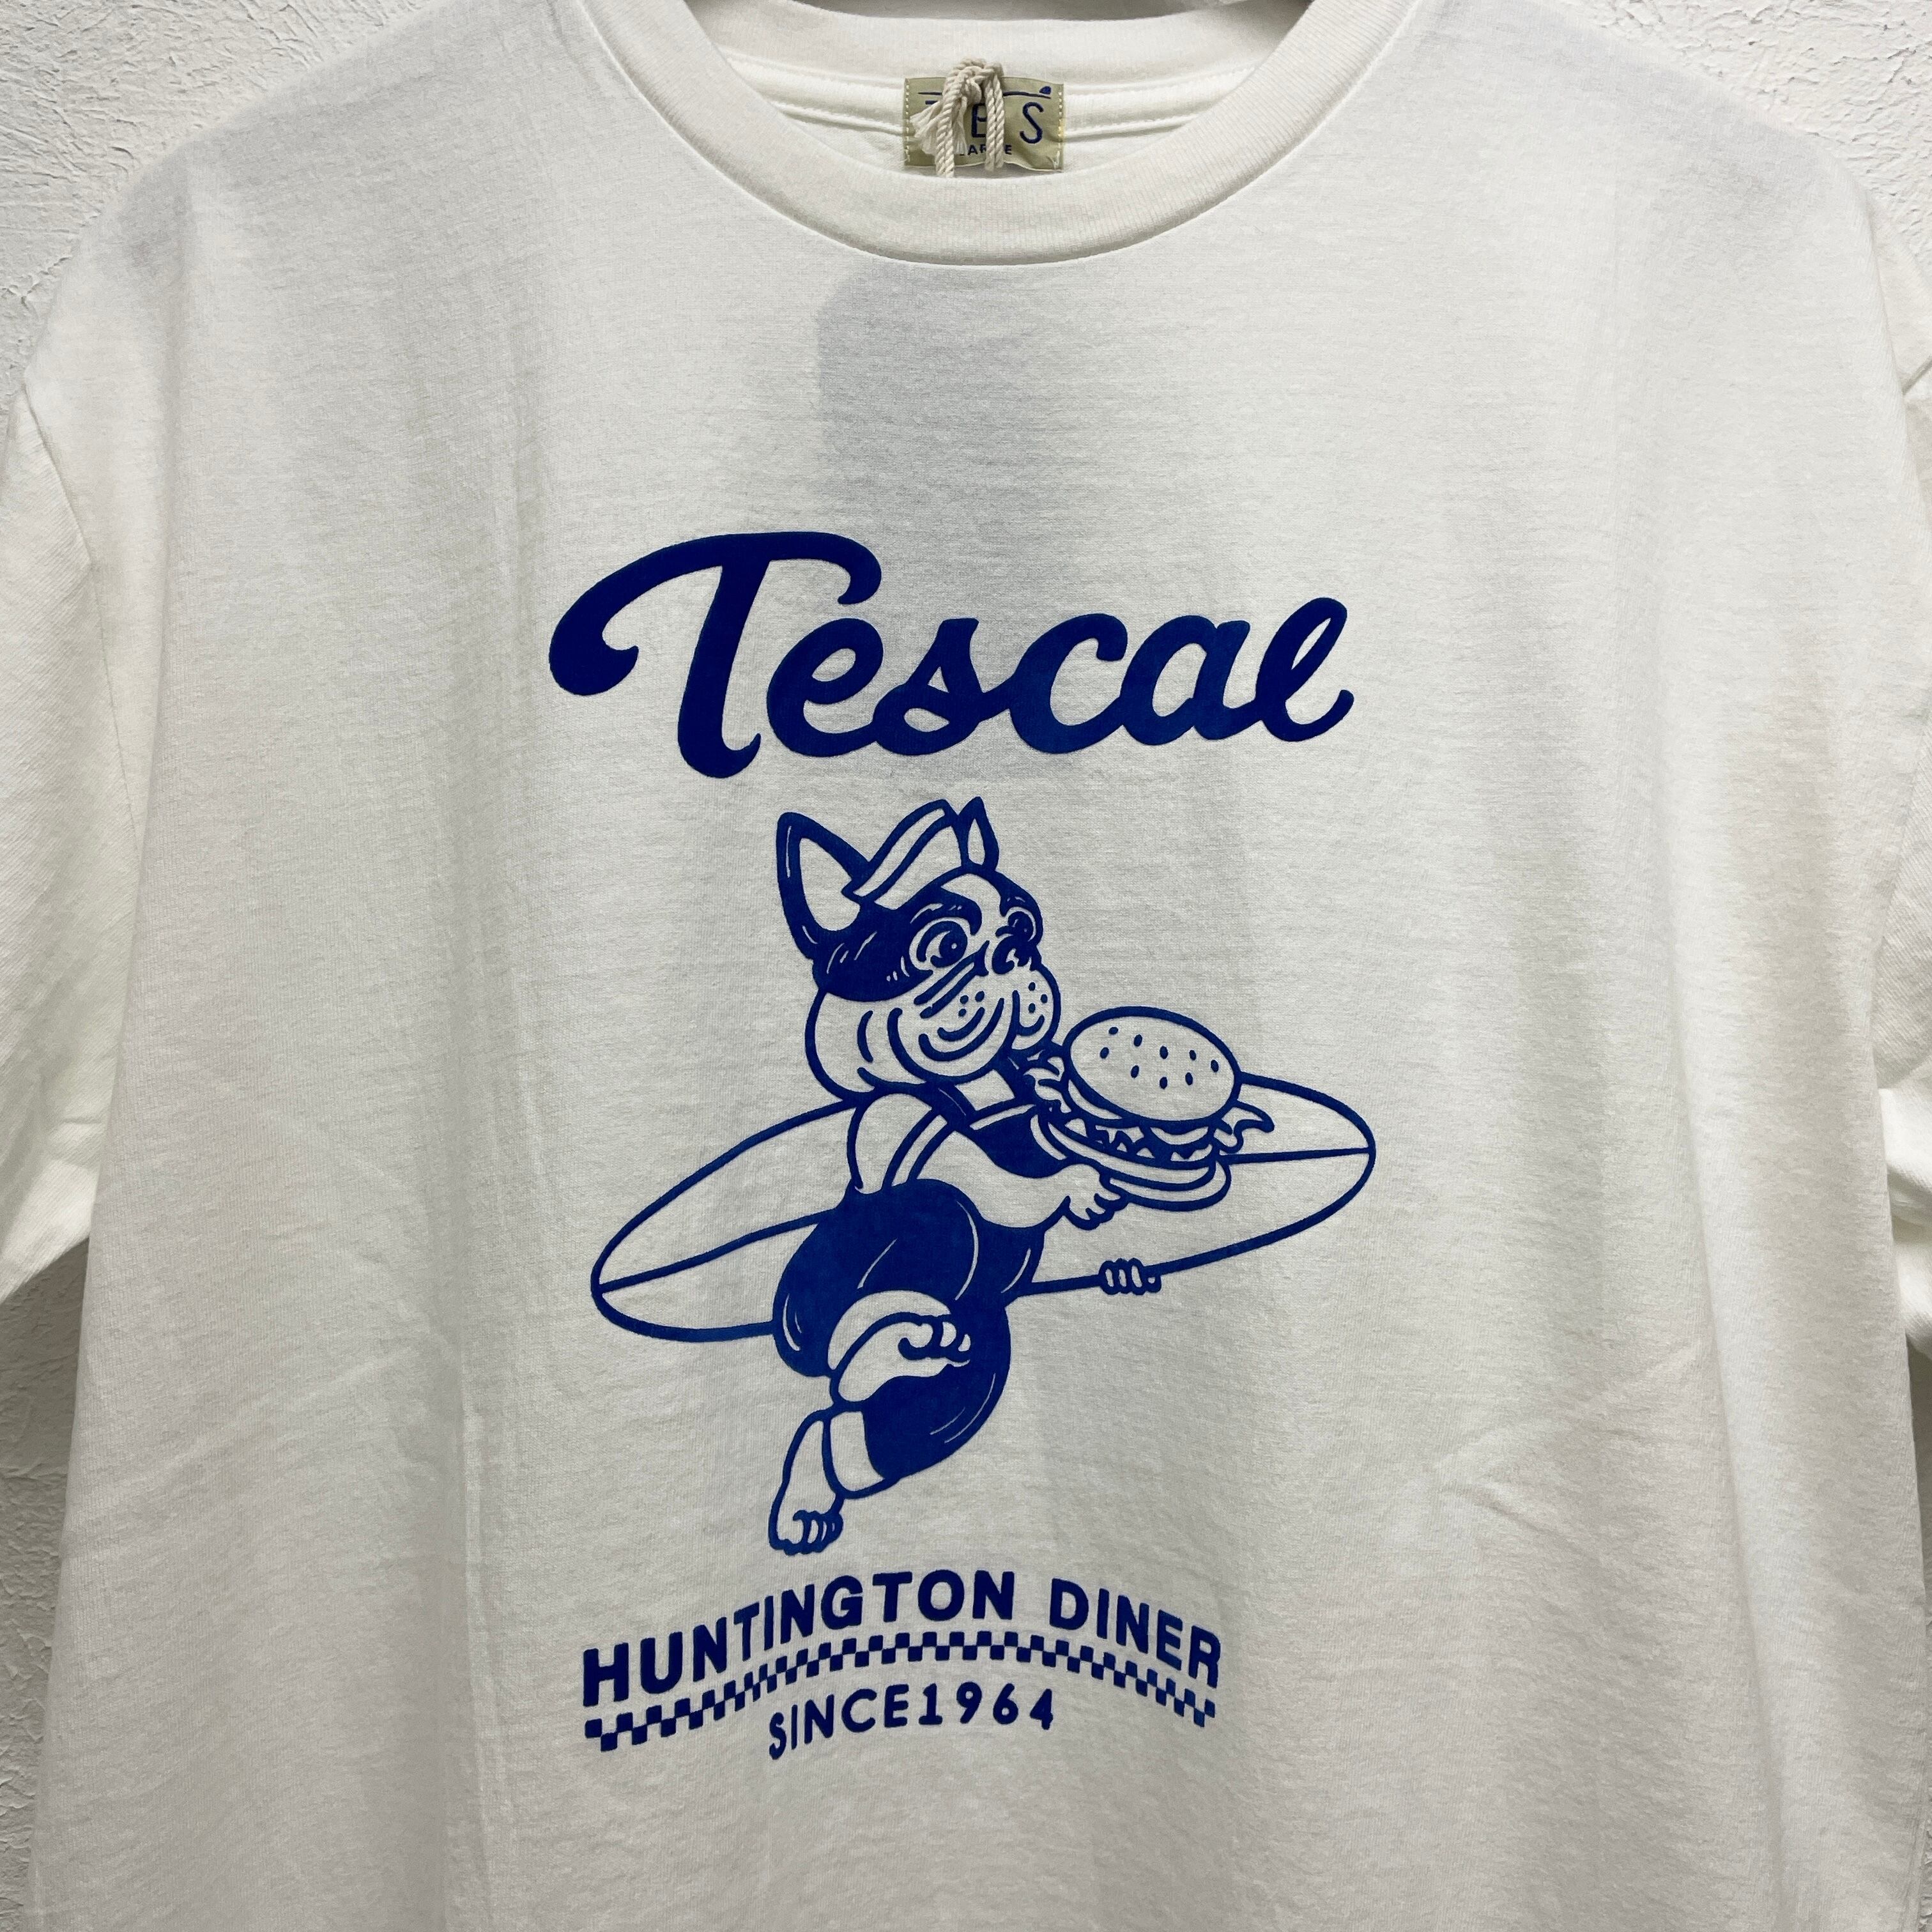 Tescal
HUNTINGTON DINER
SINCE1964